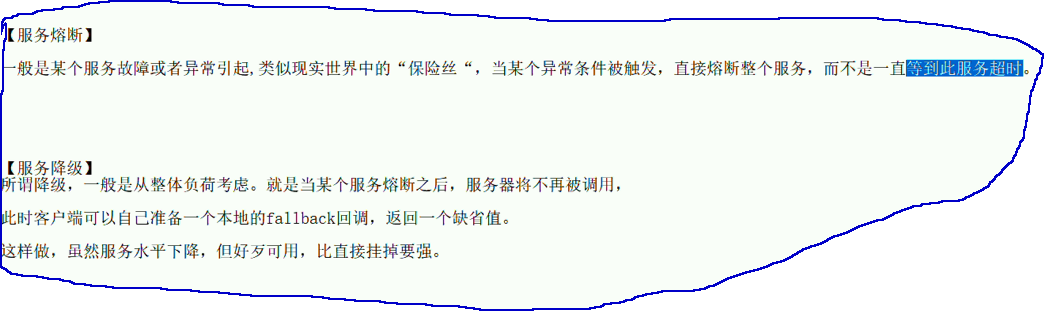 【服务熔断】
一般是某个服务故障或者异常引起,类似现实世界中的“保险丝“，当某个异常条件被触发，直接熔断整个服务，而不是一直等到此服务超时。
【服务降级】
所谓降级，一般是从整体负荷考虑。就是当某个服务熔断之后，服务器将不再被调用，
此时客户端可以自己准备一个本地的fallback回调，返回一个缺省值。
这样做，虽然服务水平下降，但好歹可用，比直接挂掉要强。